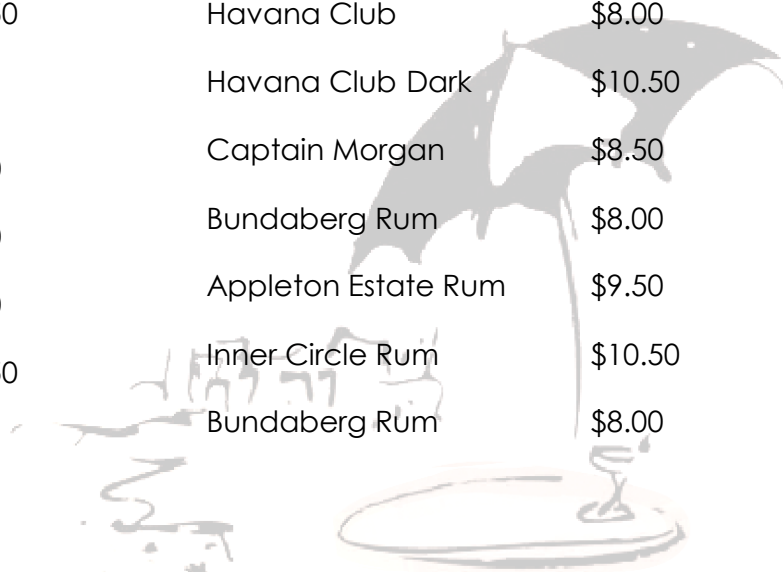 Havana Club $8.00
Havana Club Dark $10.50
Captain Morgan $8.50
Bundaberg Rum $8.00
Appleton Estate Rum $9.50
Inner Circle Rum $10.50
Bundaberg Rum $8.00